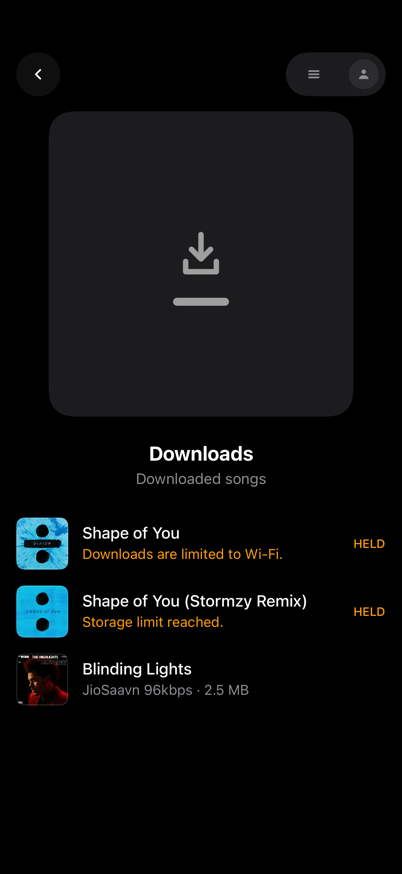 Downloads
Downloaded songs
Shape of You
Downloads are limited to Wi-Fi.
HELD
Shape of You (Stormzy Remix)
Storage limit reached.
HELD
Blinding Lights
JioSaavn 96kbps · 2.5 MB